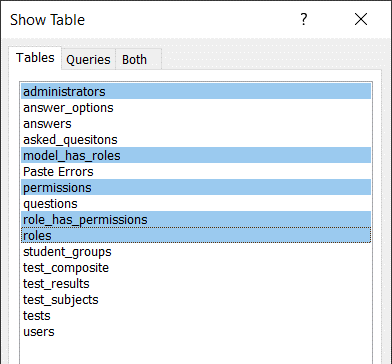 Show Table
?
Tables Queries Both
administrators
answer_options
answers
asked_quesitons
model_has_roles
Paste Errors
permissions
questions
role_has_permissions
roles
student_groups
test_composite
test_results
test_subjects
tests
users